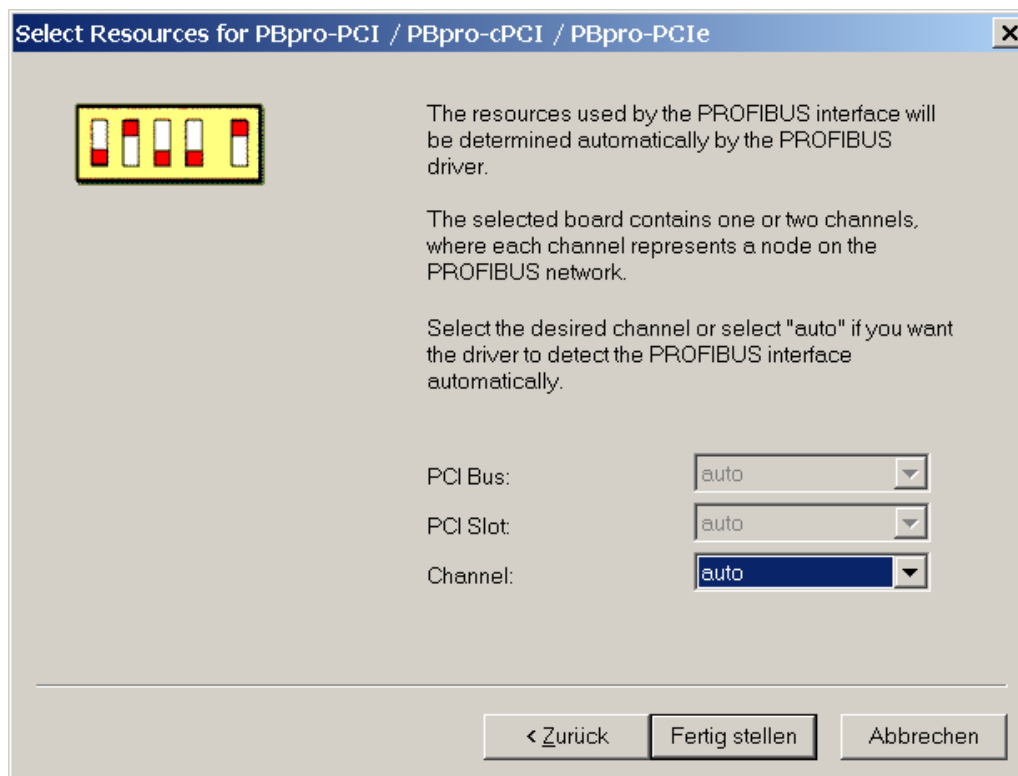 Select Resources for PBpro-PCI / PBpro-cPCI / PBpro-PCIe
The resources used by the PROFIBUS interface will
be determined automatically by the PROFIBUS
driver.
The selected board contains one or two channels,
where each channel represents a node on the
PROFIBUS network.
Select the desired channel or select "auto" if you want
the driver to detect the PROFIBUS interface
automatically.
PCI Bus: auto
PCI Slot: auto
Channel: auto
< Zurück Fertig stellen Abbrechen